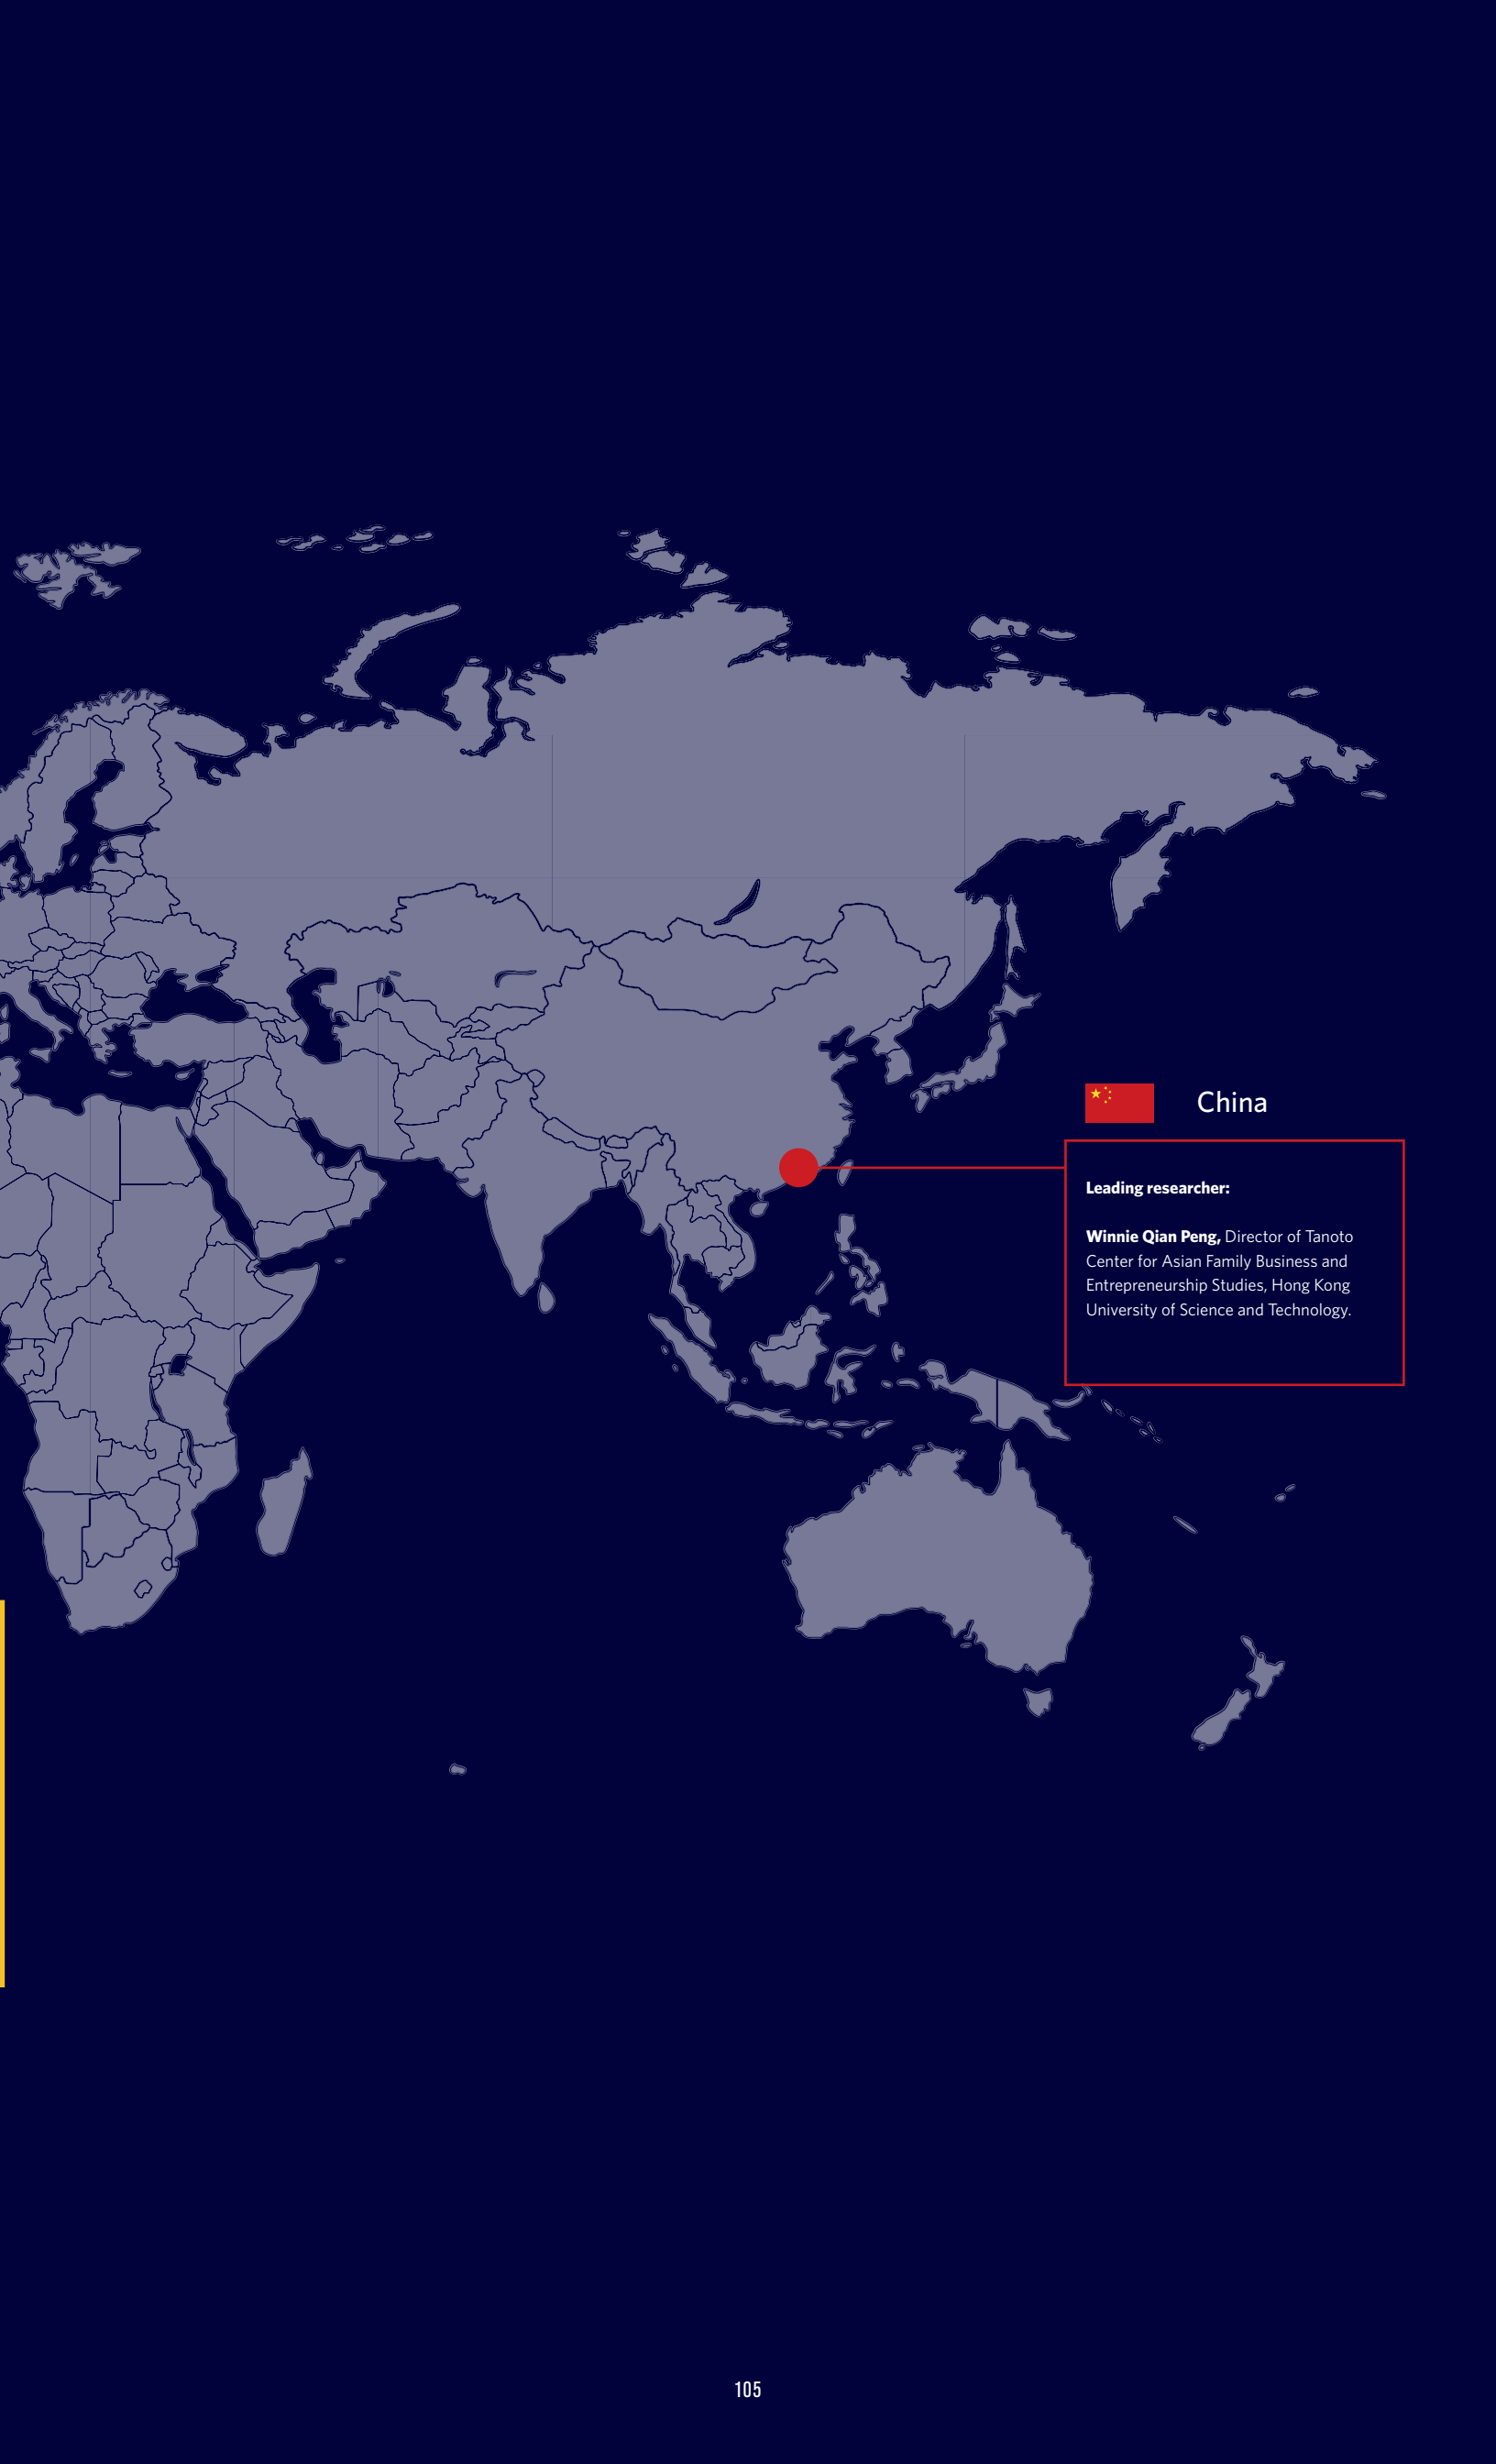 China
Leading researcher:
Winnie Qian Peng, Director of Tanoto
Center for Asian Family Business and
Entrepreneurship Studies, Hong Kong
University of Science and Technology.
105